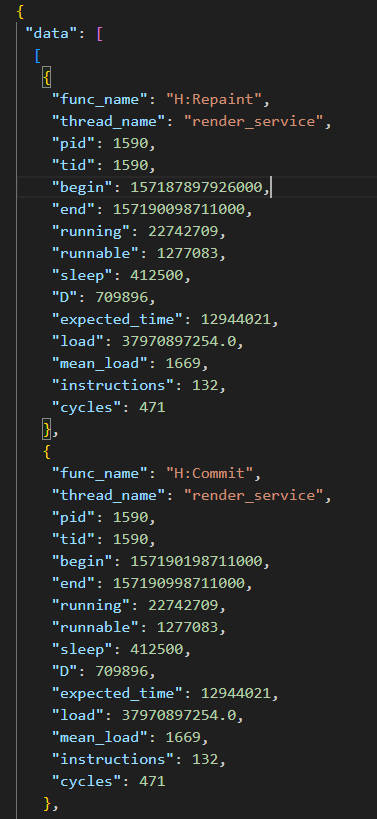 {
"data": [
[
{
"func_name": "H:Repaint",
"thread_name": "render_service",
"pid": 1590,
"tid": 1590,
"begin": 157187897926000,
"end": 157190098711000,
"running": 22742709,
"runnable": 1277083,
"sleep": 412500,
"D": 709896,
"expected_time": 12944021,
"load": 37970897254.0,
"mean_load": 1669,
"instructions": 132,
"cycles": 471
},
{
"func_name": "H:Commit",
"thread_name": "render_service",
"pid": 1590,
"tid": 1590,
"begin": 157190198711000,
"end": 157190998711000,
"running": 22742709,
"runnable": 1277083,
"sleep": 412500,
"D": 709896,
"expected_time": 12944021,
"load": 37970897254.0,
"mean_load": 1669,
"instructions": 132,
"cycles": 471
},